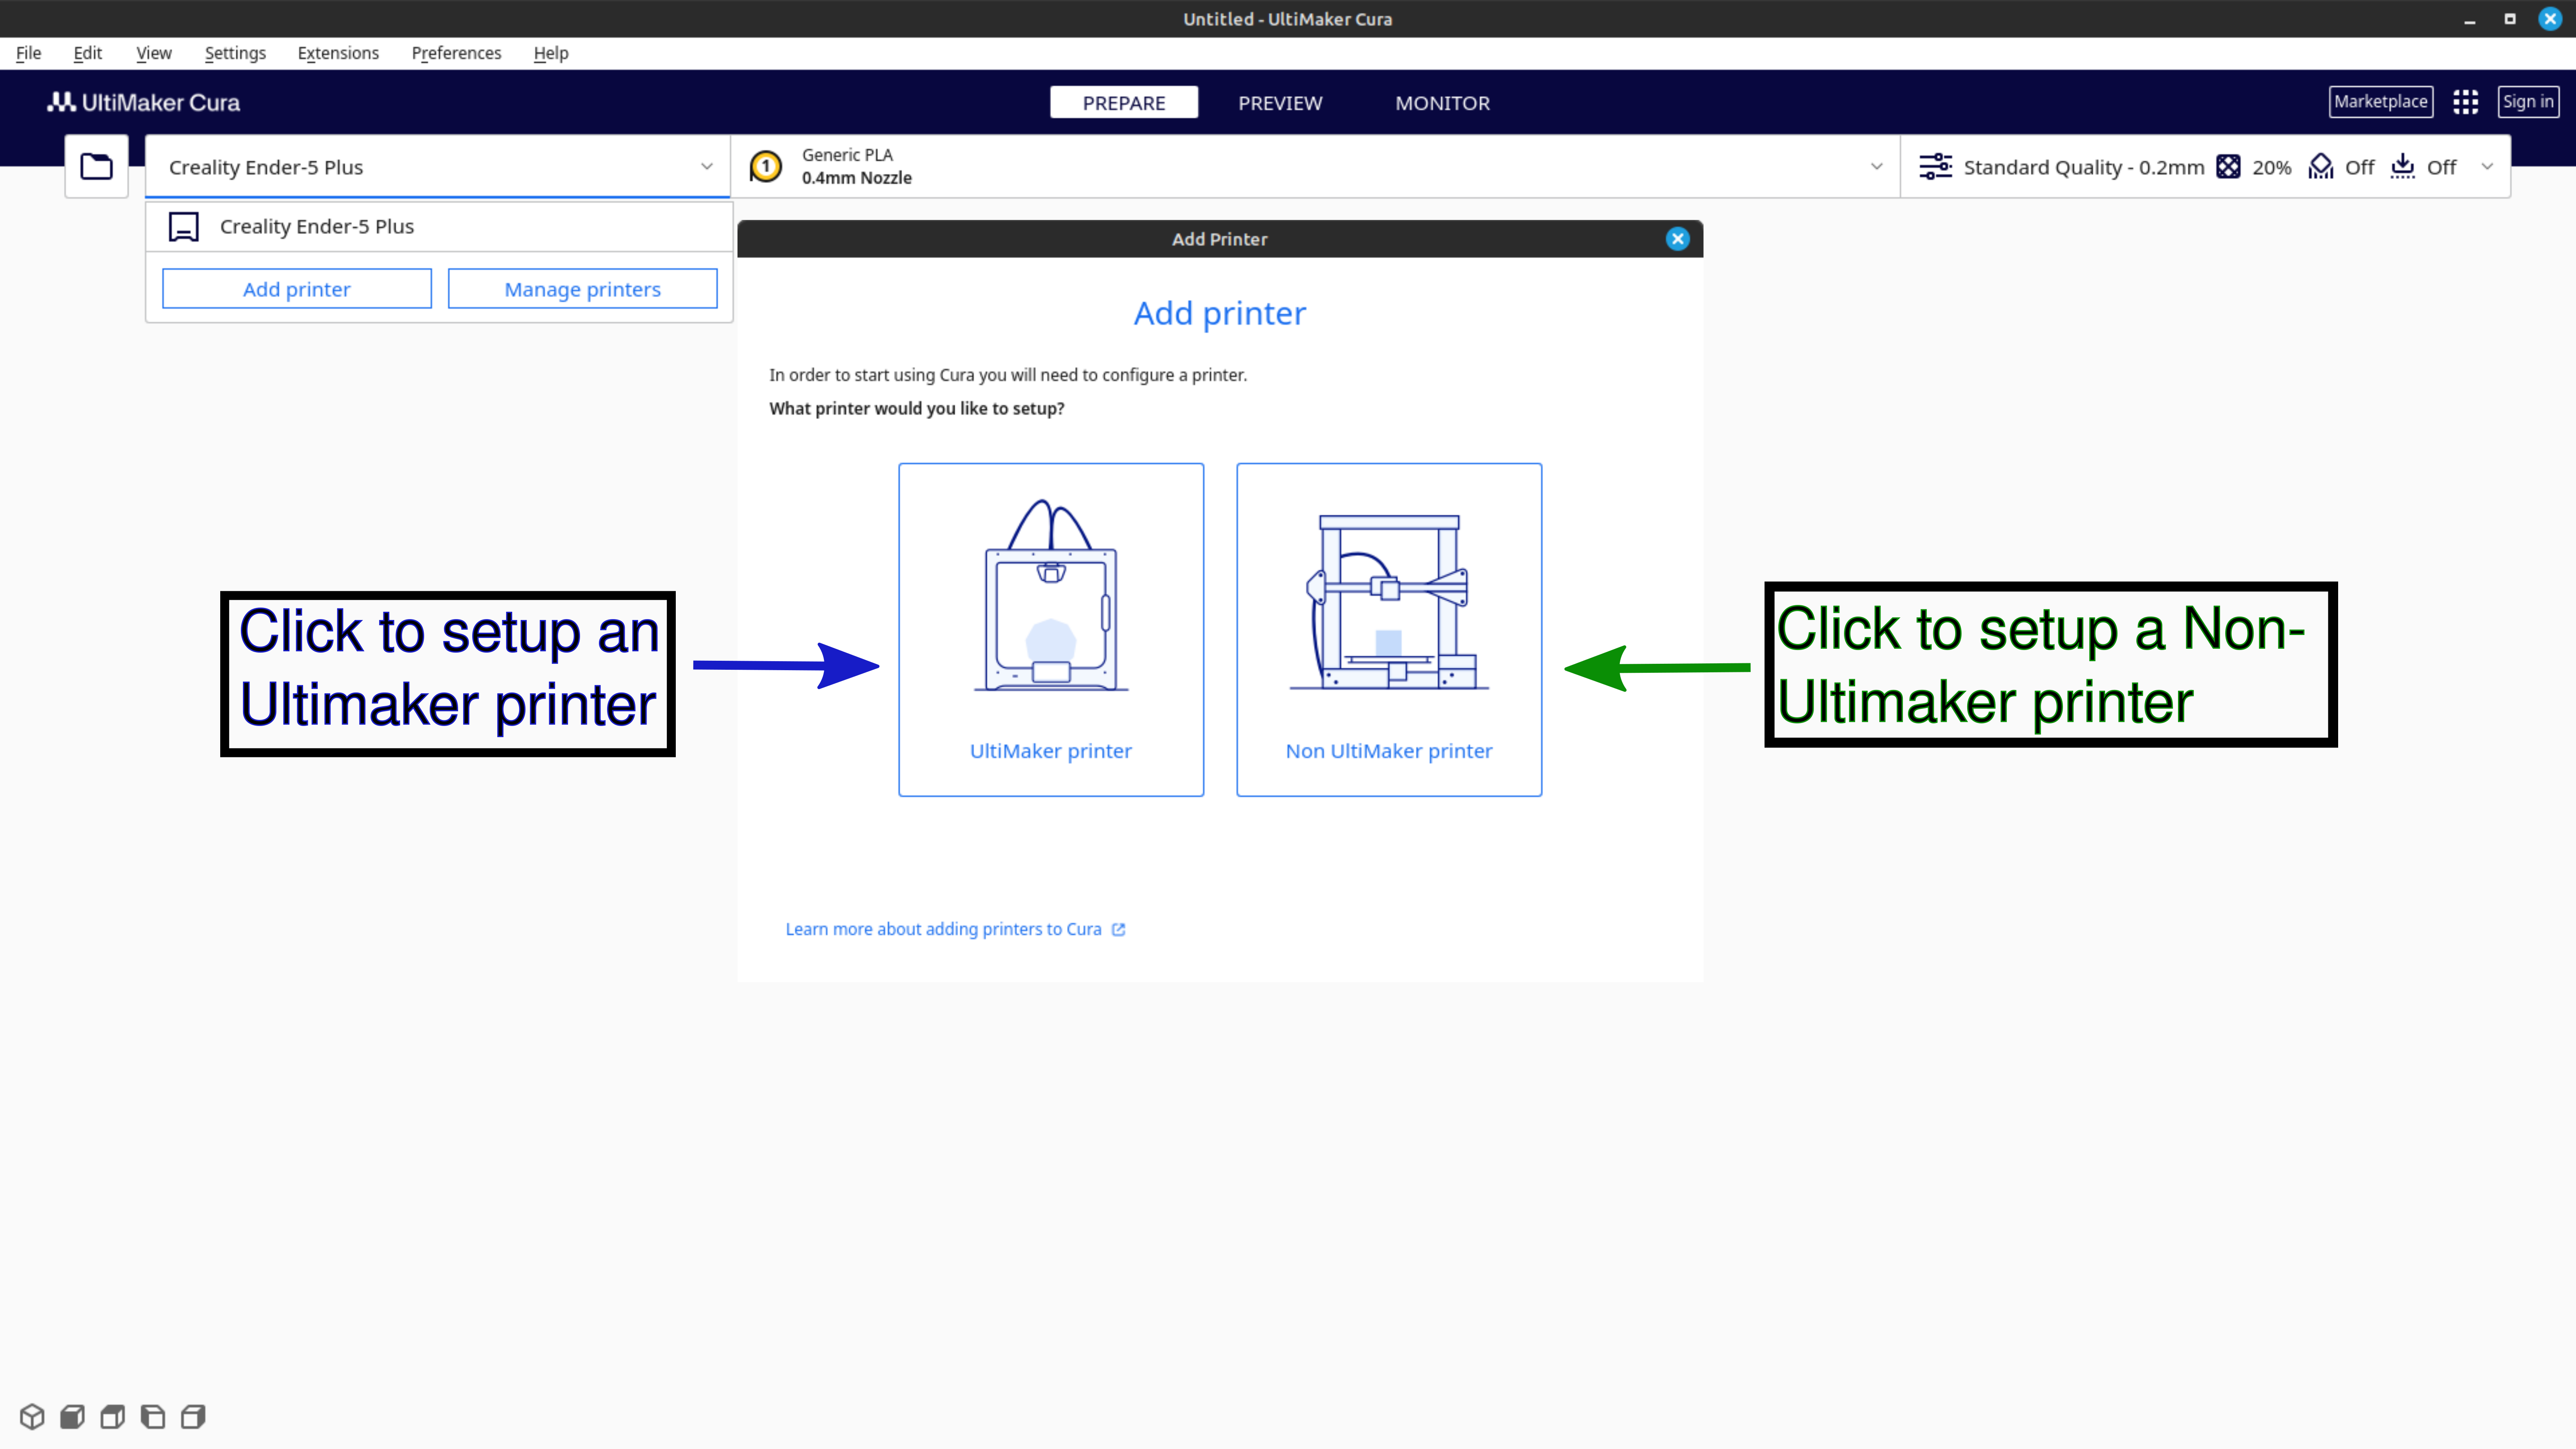 Untitled - UltiMaker Cura
File Edit View Settings Extensions Preferences Help
UltiMaker Cura
PREPARE PREVIEW MONITOR
Marketplace Sign in
Creality Ender-5 Plus
1
Generic PLA
0.4mm Nozzle
Standard Quality - 0.2mm 20% Off Off
Creality Ender-5 Plus
Add printer Manage printers
Add Printer
Add printer
In order to start using Cura you will need to configure a printer.
What printer would you like to setup?
Click to setup an
Ultimaker printer
UltiMaker printer
Non UltiMaker printer
Click to setup a Non-
Ultimaker printer
Learn more about adding printers to Cura